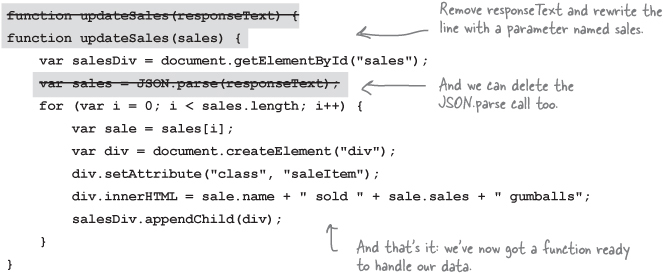 function updateSales(responseText) {
Remove responseText and rewrite the
line with a parameter named sales.
function updateSales(sales) {
var salesDiv = document.getElementById("sales");
var sales = JSON.parse(responseText);
And we can delete the
JSON.parse call too.
for (var i = 0; i < sales.length; i++) {
var sale = sales[i];
var div = document.createElement("div");
div.setAttribute("class", "saleItem");
div.innerHTML = sale.name + " sold " + sale.sales + " gumballs";
salesDiv.appendChild(div);
}
And that's it: we've now got a function ready
to handle our data.
}